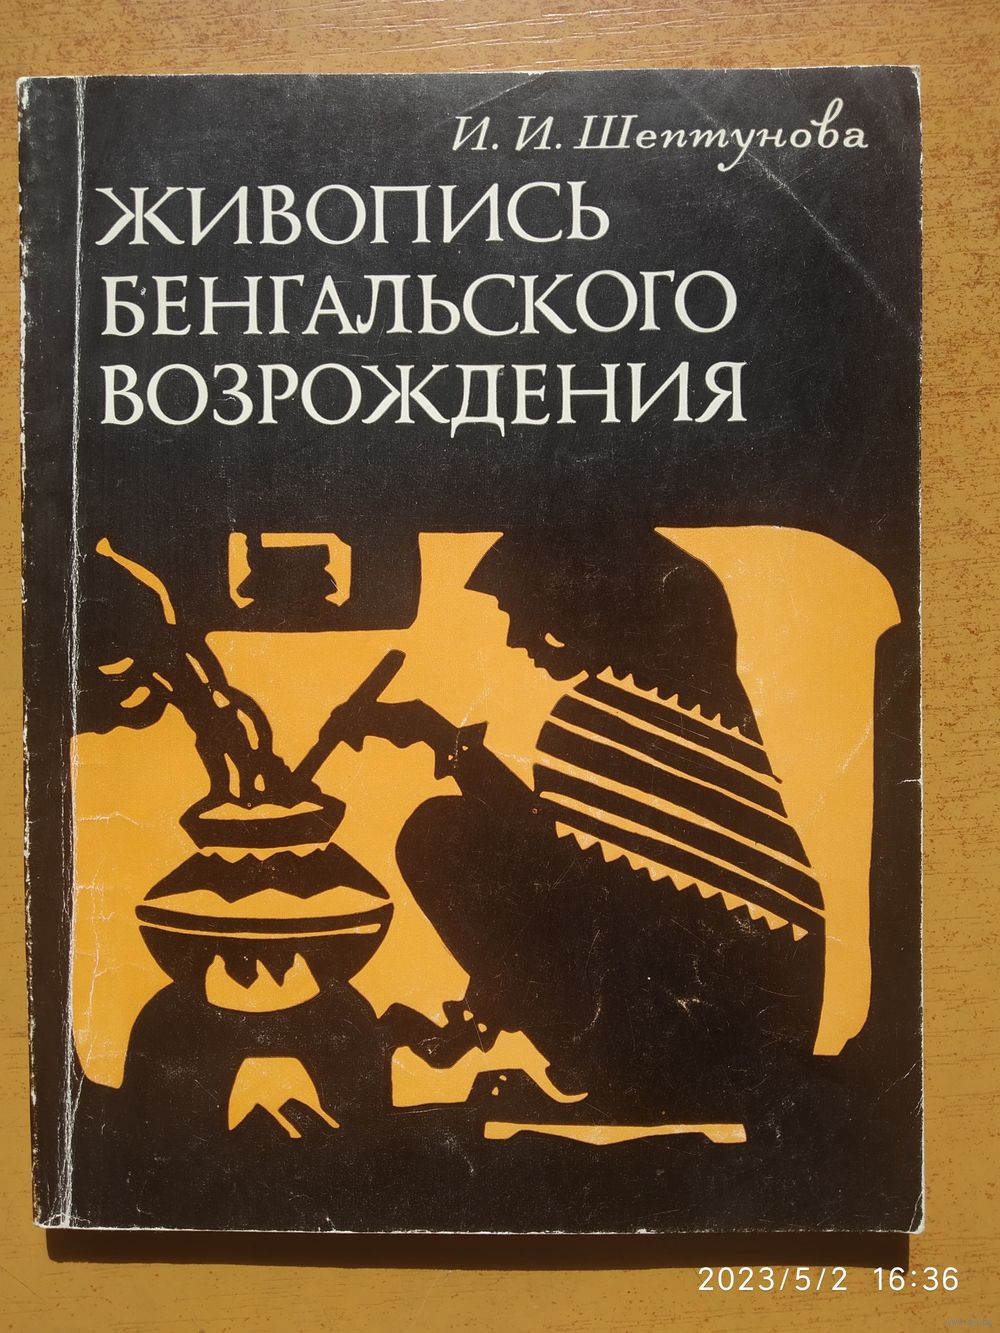 И. И. Шептунова
ЖИВОПИСЬ
БЕНГАЛЬСКОГО
ВОЗРОЖДЕНИЯ
2023/5/2 16:36